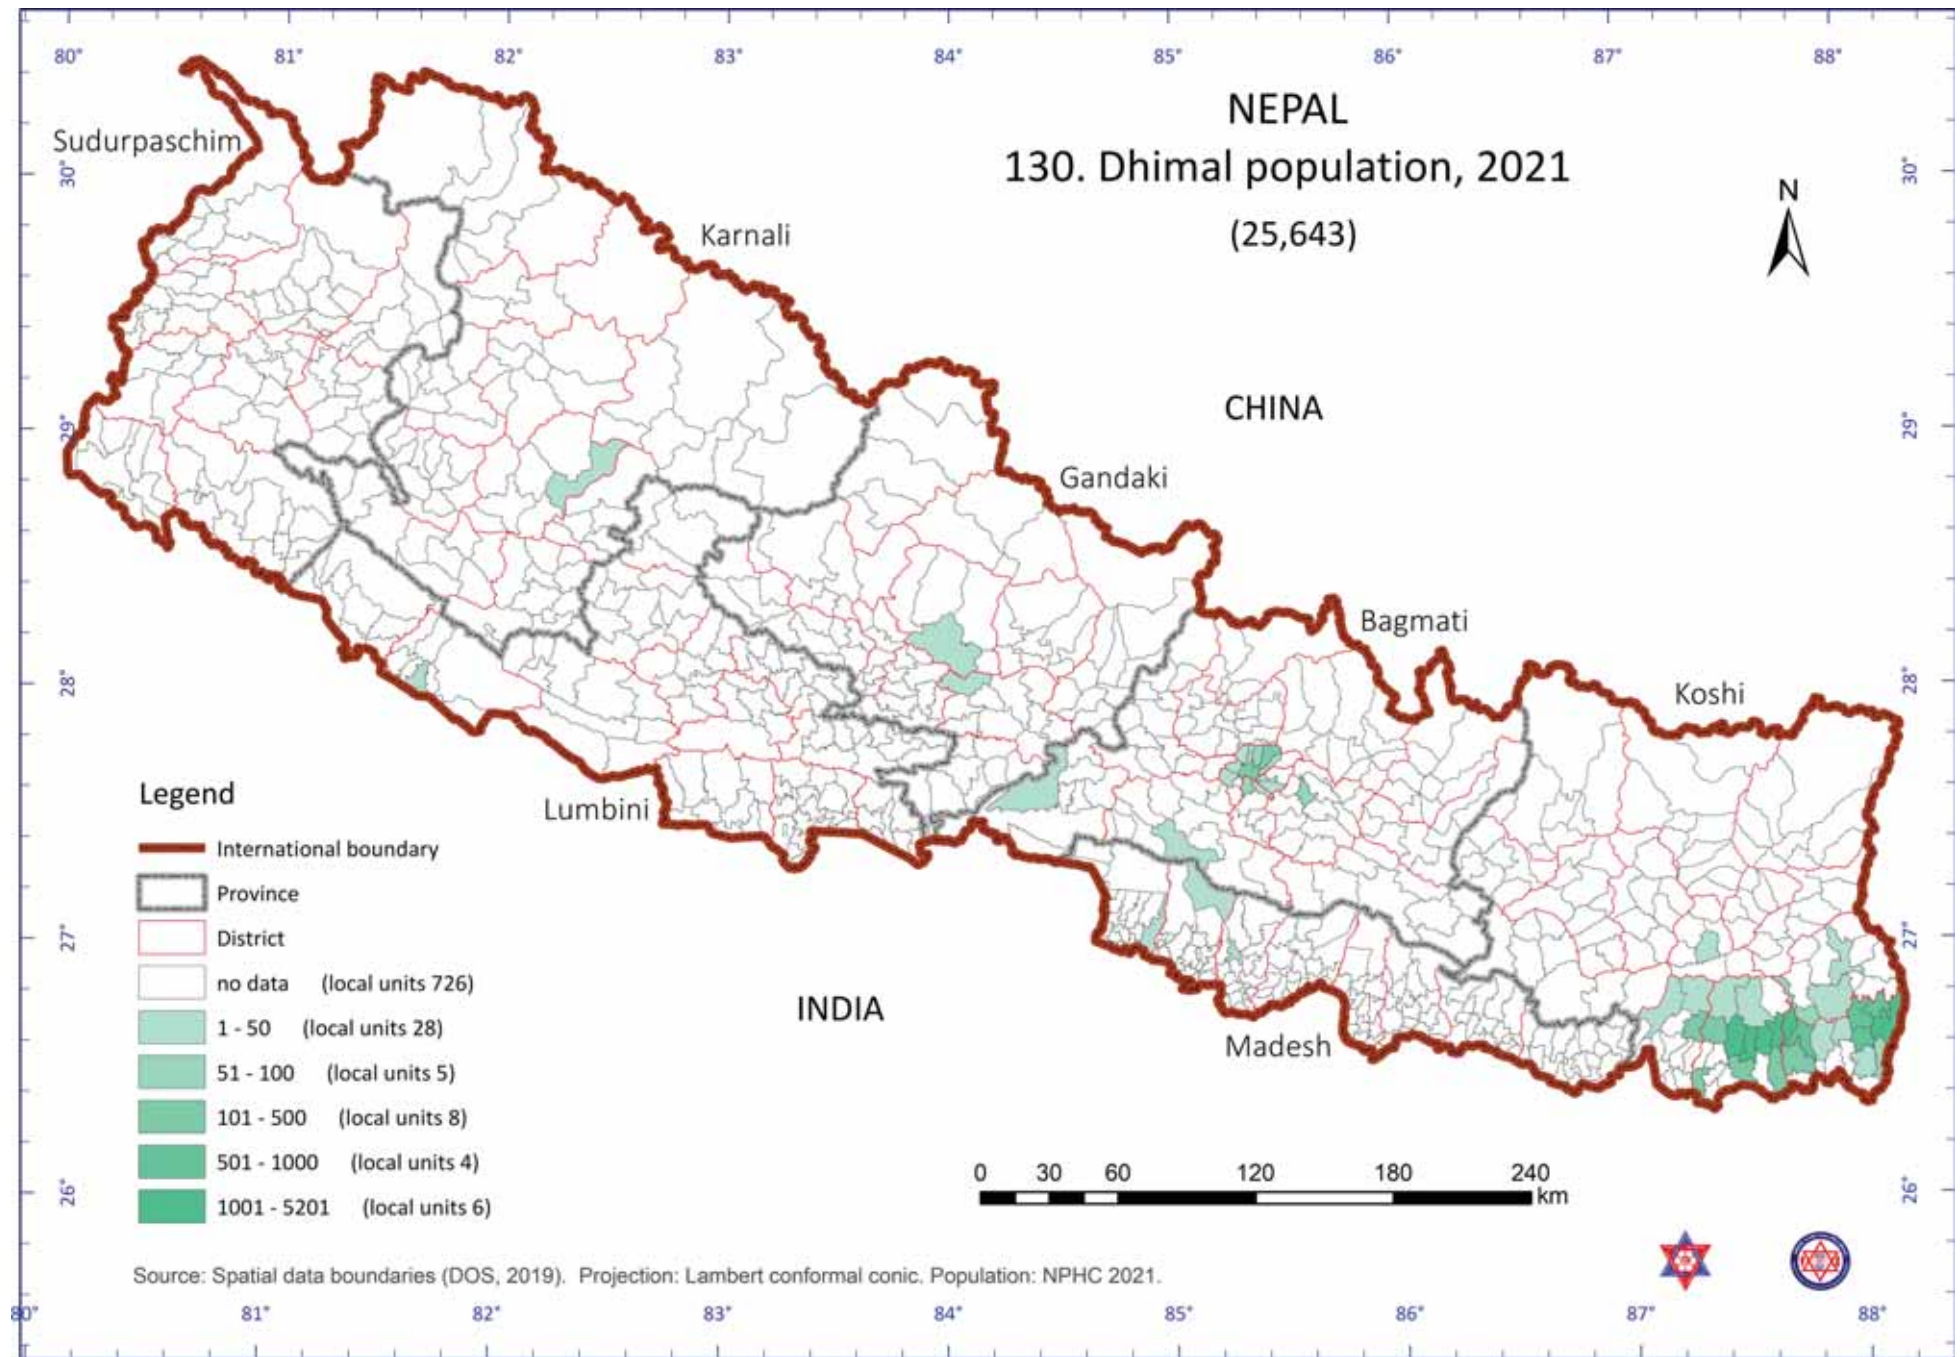 80° 81° 82° 83° 84° 85° 86° 87° 88°
NEPAL
130. Dhimal population, 2021
(25,643)
N
Sudurpaschim
30° 30°
Karnali
CHINA
29° 29°
Gandaki
Bagmati
28° 28°
Koshi
Lumbini
27° 27°
INDIA
Madesh
26° 26°
Legend
International boundary
Province
District
no data (local units 726)
1 - 50 (local units 28)
51 - 100 (local units 5)
101 - 500 (local units 8)
501 - 1000 (local units 4)
1001 - 5201 (local units 6)
0 30 60 120 180 240
km
Source: Spatial data boundaries (DOS, 2019). Projection: Lambert conformal conic. Population: NPHC 2021.
80° 81° 82° 83° 84° 85° 86° 87° 88°